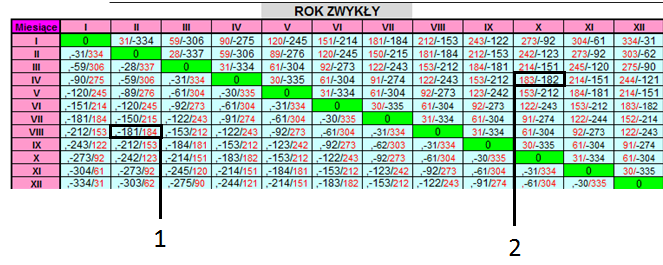 ROK ZWYKŁY
Miesiące I II III IV V VI VII VIII IX X XI XII
I 0 31/-334 59/-306 90/-275 120/-245 151/-214 181/-184 212/-153 243/-122 273/-92 304/-61 334/-31
II ,-31/334 0 28/-337 59/-306 89/-276 120/-245 150/-215 181/-184 212/-153 242/-123 273/-92 303/-62
III ,-59/306 ,-28/337 0 31/-334 61/-304 92/-273 122/-243 153/-212 184/-181 214/-151 245/-120 275/-90
IV ,-90/275 ,-59/306 ,-31/334 0 30/-335 61/-304 91/-274 122/-243 153/-212 183/-182 214/-151 244/-121
V ,-120/245 ,-89/276 ,-61/304 ,-30/335 0 31/-334 61/-304 92/-273 123/-242 153/-212 184/-181 214/-151
VI ,-151/214 ,-120/245 ,-92/273 ,-61/304 ,-31/334 0 30/-335 61/-304 92/-273 122/-243 153/-212 183/-182
VII ,-181/184 ,-150/215 ,-122/243 ,-91/274 ,-61/304 ,-30/335 0 31/-334 61/-304 91/-274 122/-244 152/-214
VIII ,-212/153 ,-181/184 ,-153/212 ,-122/243 ,-92/273 ,-61/304 ,-31/334 0 31/-334 61/-304 92/-273 122/-243
IX ,-243/122 ,-212/153 ,-184/181 ,-153/212 ,-123/242 ,-92/273 ,-62/303 ,-31/334 0 30/-335 61/-304 91/-273
X ,-273/92 ,-242/123 ,-214/151 ,-183/182 ,-153/212 ,-122/243 ,-92/273 ,-61/304 ,-30/335 0 31/-334 61/-304
XI ,-304/61 ,-273/92 ,-245/120 ,-214/151 ,-184/181 ,-153/212 ,-123/242 ,-92/273 ,-61/304 ,-31/334 0 30/-335
XII ,-334/31 ,-303/62 ,-275/90 ,-244/121 ,-214/151 ,-183/182 ,-153/212 ,-122/243 ,-91/274 ,-61/304 ,-30/335 0
1 2